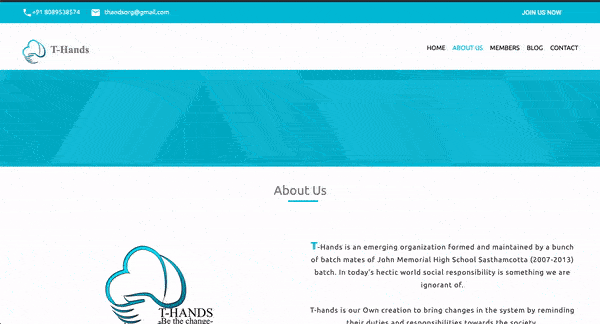 +91 8089538574 thandsorg@gmail.com JOIN US NOW
T-Hands HOME ABOUT US MEMBERS BLOG CONTACT
About Us
T-HANDS
-Be the change-
T-Hands is an emerging organization formed and maintained by a bunch
of batch mates of John Memorial High School Sasthamcotta (2007-2013)
batch. In today's hectic world social responsibility is something we are
ignorant of.
T-hands is our Own creation to bring changes in the system by reminding
their duties and responsibilities towards the society